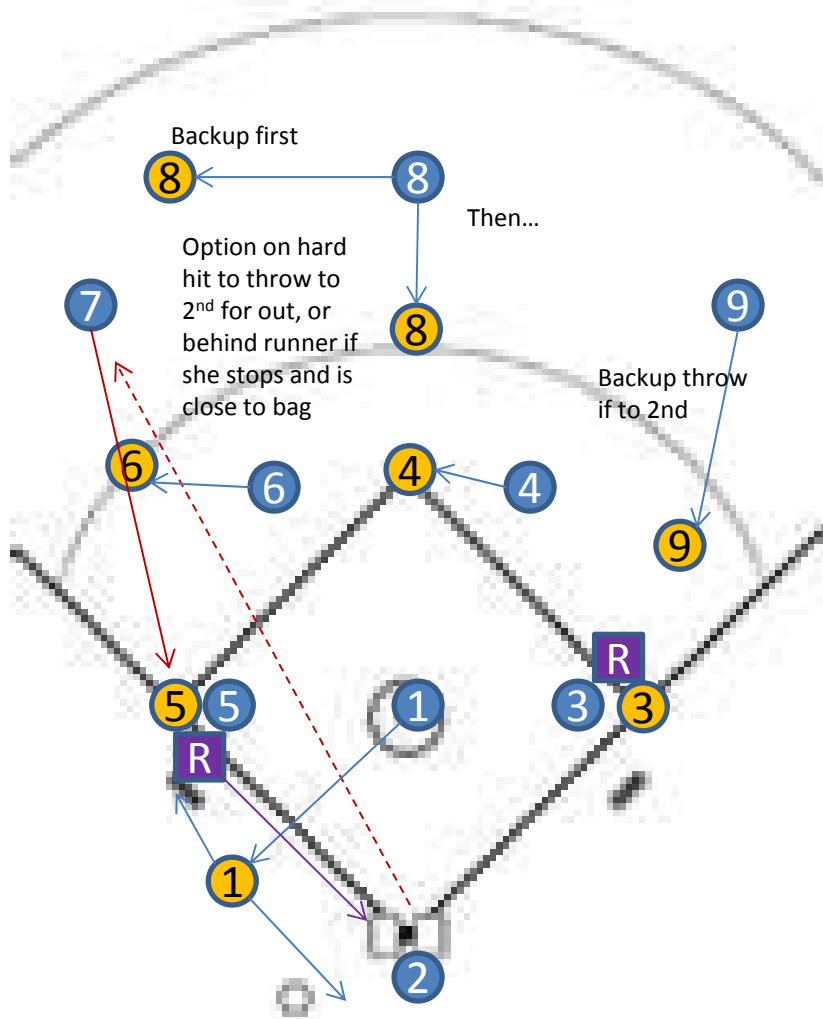 Backup first
8
8
Then…
Option on hard
hit to throw to
2nd for out, or
behind runner if
she stops and is
close to bag
7
9
8
Backup throw
if to 2nd
6
6
4
4
9
R
5
5
1
3
3
R
1
2